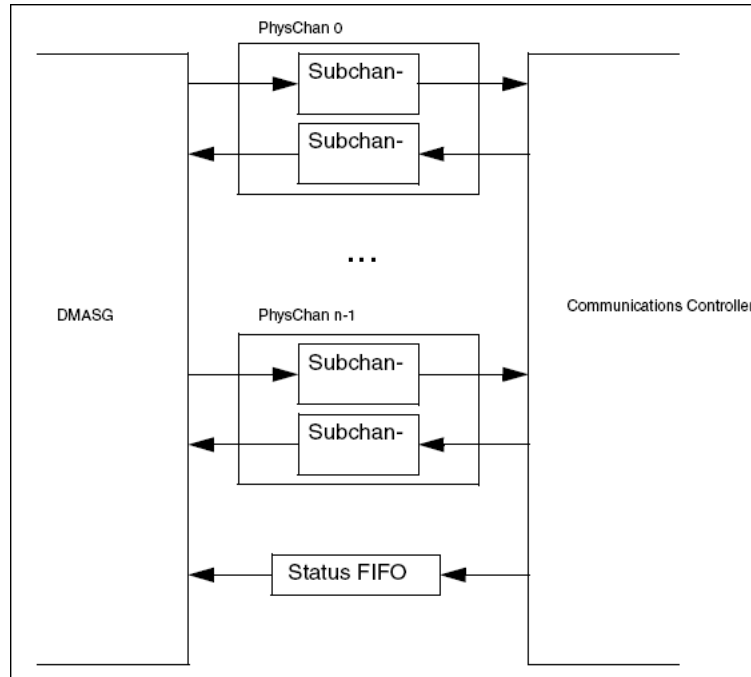 PhysChan 0
Subchan-
Subchan-
...
DMASG
Communications Controller
PhysChan n-1
Subchan-
Subchan-
Status FIFO